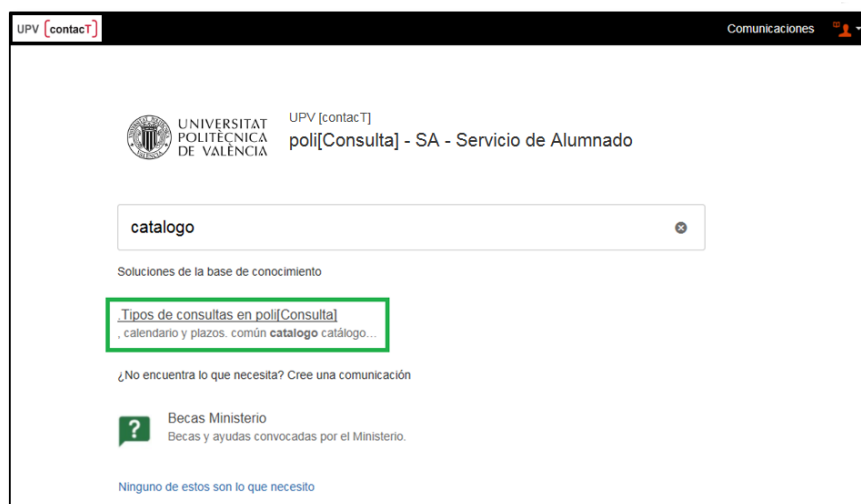 UPV [contacT]
Comunicaciones
UNIVERSITAT
POLITÈCNICA
DE VALÈNCIA
UPV [contacT]
poli[Consulta] - SA - Servicio de Alumnado
catalogo
Soluciones de la base de conocimiento
.Tipos de consultas en poli[Consulta]
, calendario y plazos. común catalogo catálogo...
¿No encuentra lo que necesita? Cree una comunicación
Becas Ministerio
Becas y ayudas convocadas por el Ministerio.
Ninguno de estos son lo que necesito